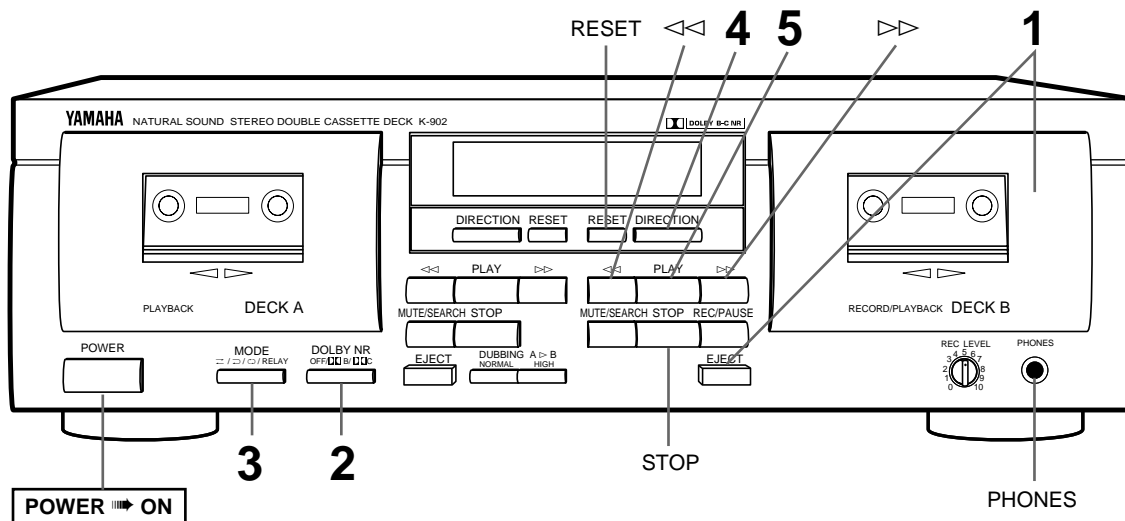 RESET ◁◁ 4 5 ▷▷ 1
YAMAHA NATURAL SOUND STEREO DOUBLE CASSETTE DECK K-902
DOLBY B-C NR
DIRECTION RESET RESET DIRECTION
◁◁ PLAY ▷▷ ◁◁ PLAY ▷▷
PLAYBACK DECK A
MUTE/SEARCH STOP MUTE/SEARCH STOP REC/PAUSE
RECORD/PLAYBACK DECK B
POWER
MODE
⇄ / ⊃ / ○ / RELAY
DOLBY NR
OFF/ B/ C
EJECT
DUBBING A ▷ B
NORMAL HIGH
EJECT
REC LEVEL
0 1 2 3 4 5 6 7 8 9 10
PHONES
3 2
STOP
PHONES
POWER ➠ ON